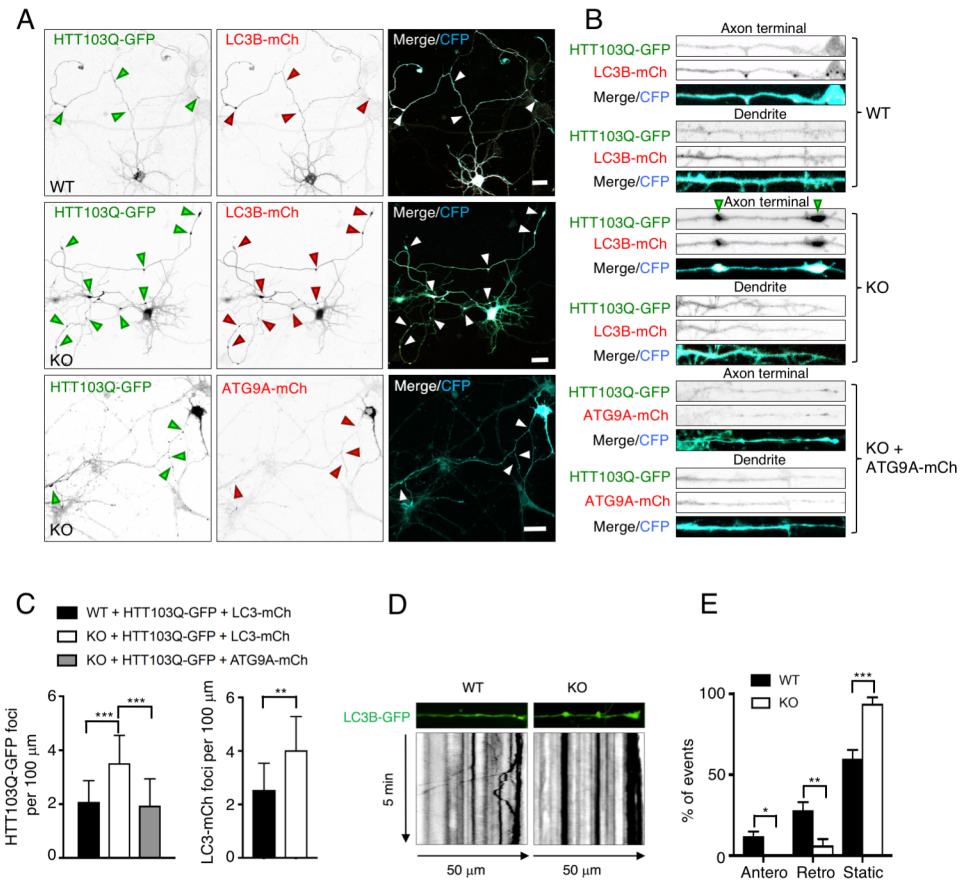 A
HTT103Q-GFP
LC3B-mCh
Merge/CFP
WT
HTT103Q-GFP
LC3B-mCh
Merge/CFP
KO
HTT103Q-GFP
ATG9A-mCh
Merge/CFP
KO
B
Axon terminal
HTT103Q-GFP
LC3B-mCh
Merge/CFP
Dendrite
HTT103Q-GFP
LC3B-mCh
Merge/CFP
WT
Axon terminal
HTT103Q-GFP
LC3B-mCh
Merge/CFP
Dendrite
HTT103Q-GFP
LC3B-mCh
Merge/CFP
KO
Axon terminal
HTT103Q-GFP
ATG9A-mCh
Merge/CFP
Dendrite
HTT103Q-GFP
ATG9A-mCh
Merge/CFP
KO +
ATG9A-mCh
C
WT + HTT103Q-GFP + LC3-mCh
KO + HTT103Q-GFP + LC3-mCh
KO + HTT103Q-GFP + ATG9A-mCh
HTT103Q-GFP foci
per 100 µm
6
4
2
0
***
***
LC3-mCh foci per 100 µm
6
4
2
0
**
D
WT
KO
LC3B-GFP
5 min
50 µm
50 µm
E
WT
KO
% of events
100
50
0
*
**
***
Antero
Retro
Static